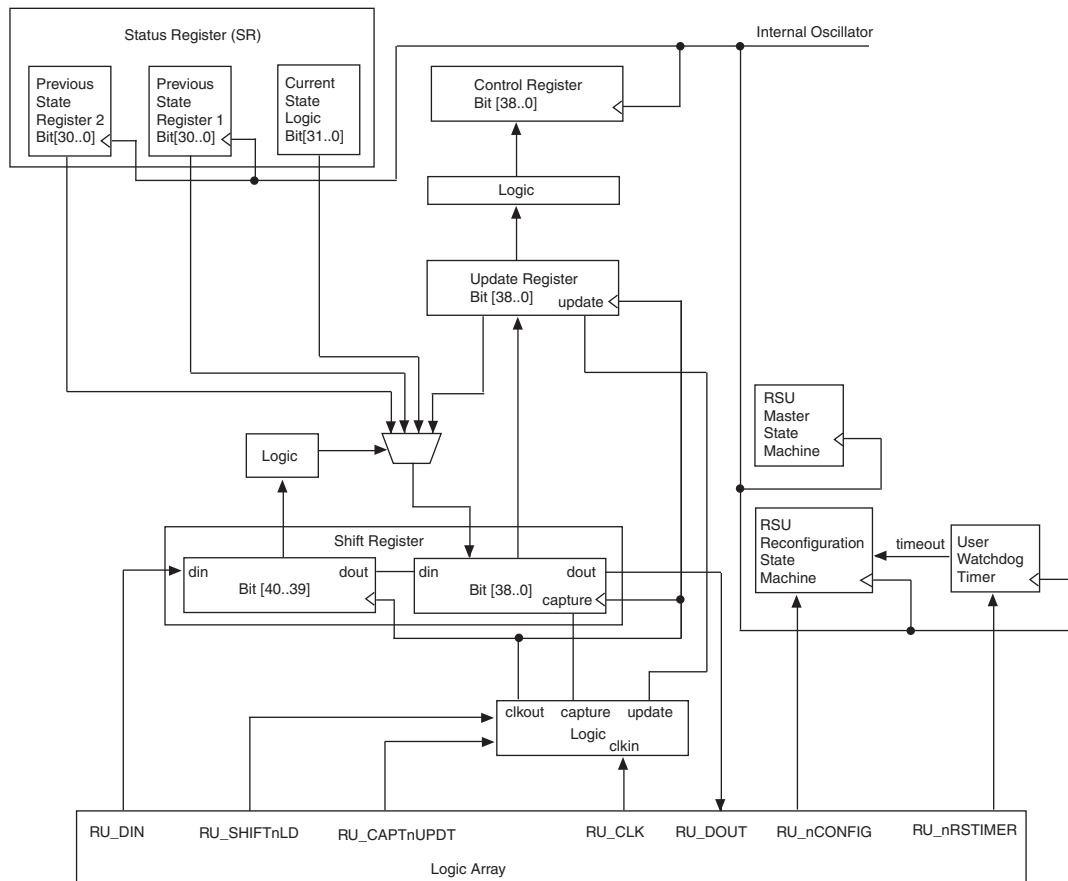 Status Register (SR)
Internal Oscillator
Previous
State
Register 2
Bit[30..0]
Previous
State
Register 1
Bit[30..0]
Current
State
Logic
Bit[31..0]
Control Register
Bit [38..0]
Logic
Update Register
Bit [38..0]
update
RSU
Master
State
Machine
Logic
Shift Register
din
dout
Bit [40..39]
din
dout
Bit [38..0]
capture
RSU
Reconfiguration
State
Machine
timeout
User
Watchdog
Timer
clkout
capture
update
Logic
clkin
RU_DIN
RU_SHIFTnLD
RU_CAPTnUPDT
RU_CLK
RU_DOUT
RU_nCONFIG
RU_nRSTIMER
Logic Array